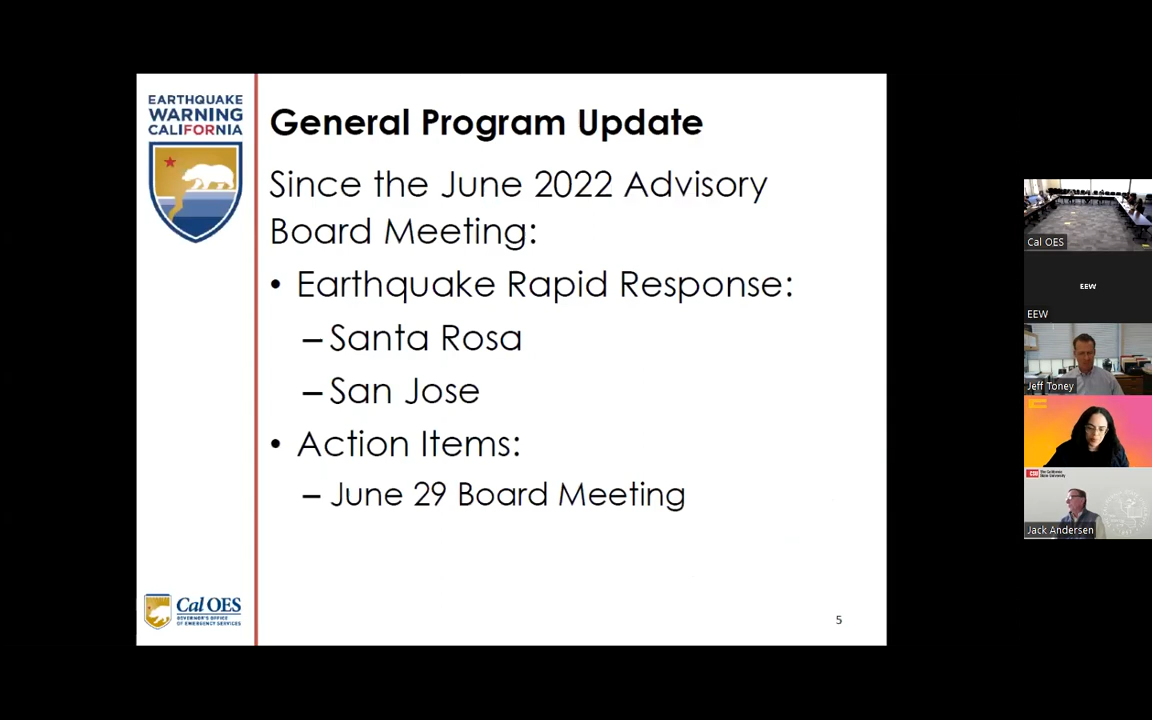 EARTHQUAKE
WARNING
CALIFORNIA
General Program Update
Since the June 2022 Advisory
Board Meeting:
• Earthquake Rapid Response:
– Santa Rosa
– San Jose
• Action Items:
– June 29 Board Meeting
Cal OES
GOVERNOR'S OFFICE
OF EMERGENCY SERVICES
5
Cal OES
EEW
EEW
Jeff Toney
Jack Andersen